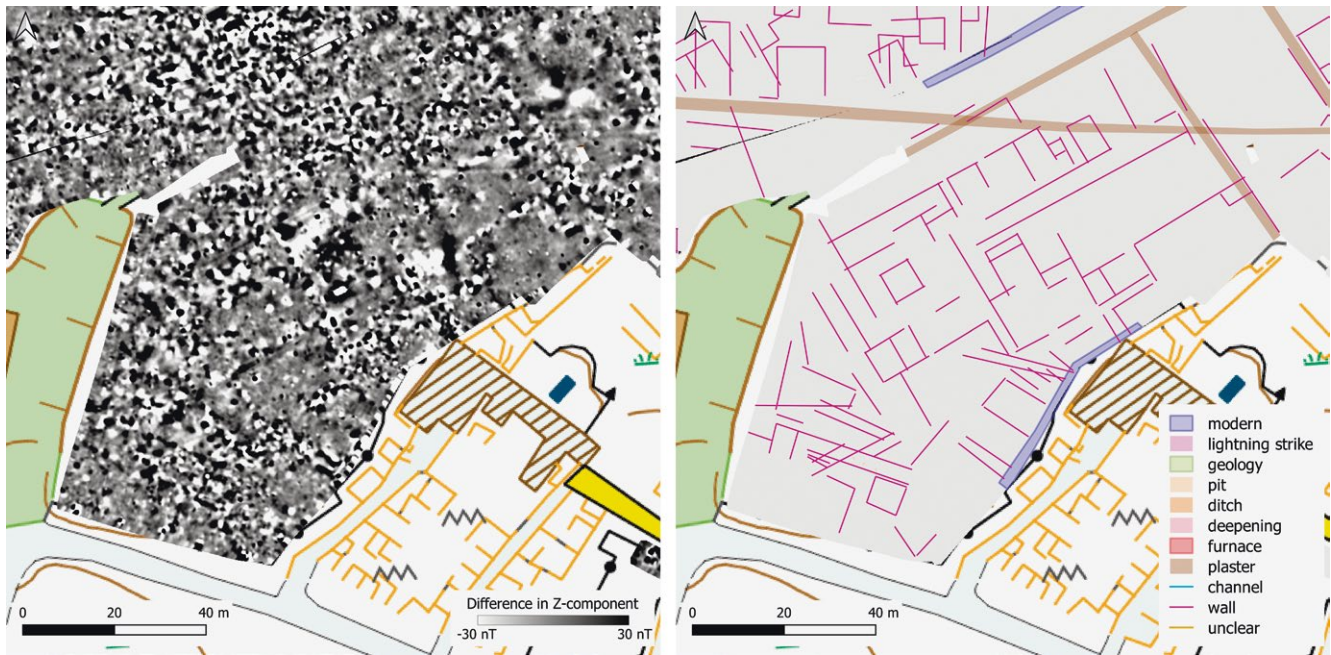 0 20 40 m
Difference in Z-component
-30 nT 30 nT
0 20 40 m
modern
lightning strike
geology
pit
ditch
deepening
furnace
plaster
channel
wall
unclear